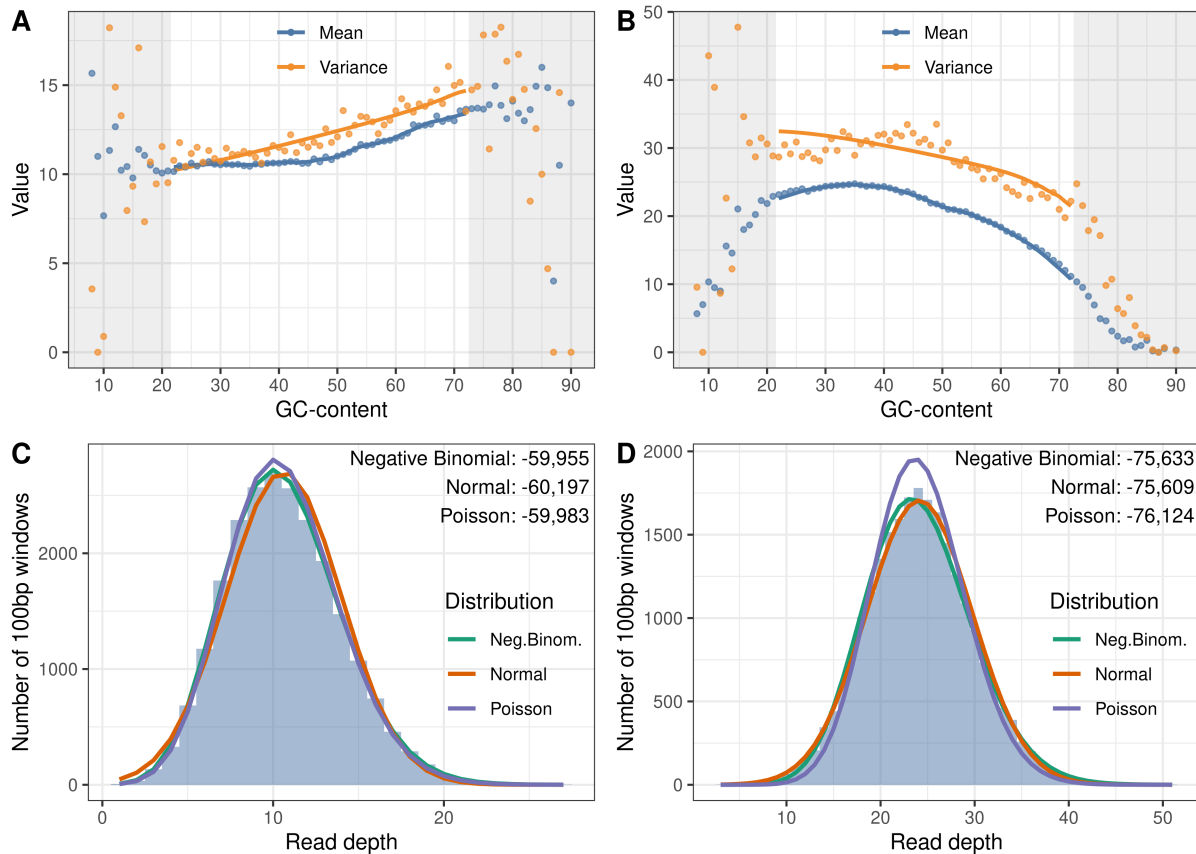 A
Mean
Variance
Value
15
10
5
0
10 20 30 40 50 60 70 80 90
GC-content
B
Mean
Variance
Value
50
40
30
20
10
0
10 20 30 40 50 60 70 80 90
GC-content
C
Negative Binomial: -59,955
Normal: -60,197
Poisson: -59,983
Distribution
Neg.Binom.
Normal
Poisson
Number of 100bp windows
2000
1000
0
0 10 20
Read depth
D
Negative Binomial: -75,633
Normal: -75,609
Poisson: -76,124
Distribution
Neg.Binom.
Normal
Poisson
Number of 100bp windows
2000
1500
1000
500
0
10 20 30 40 50
Read depth